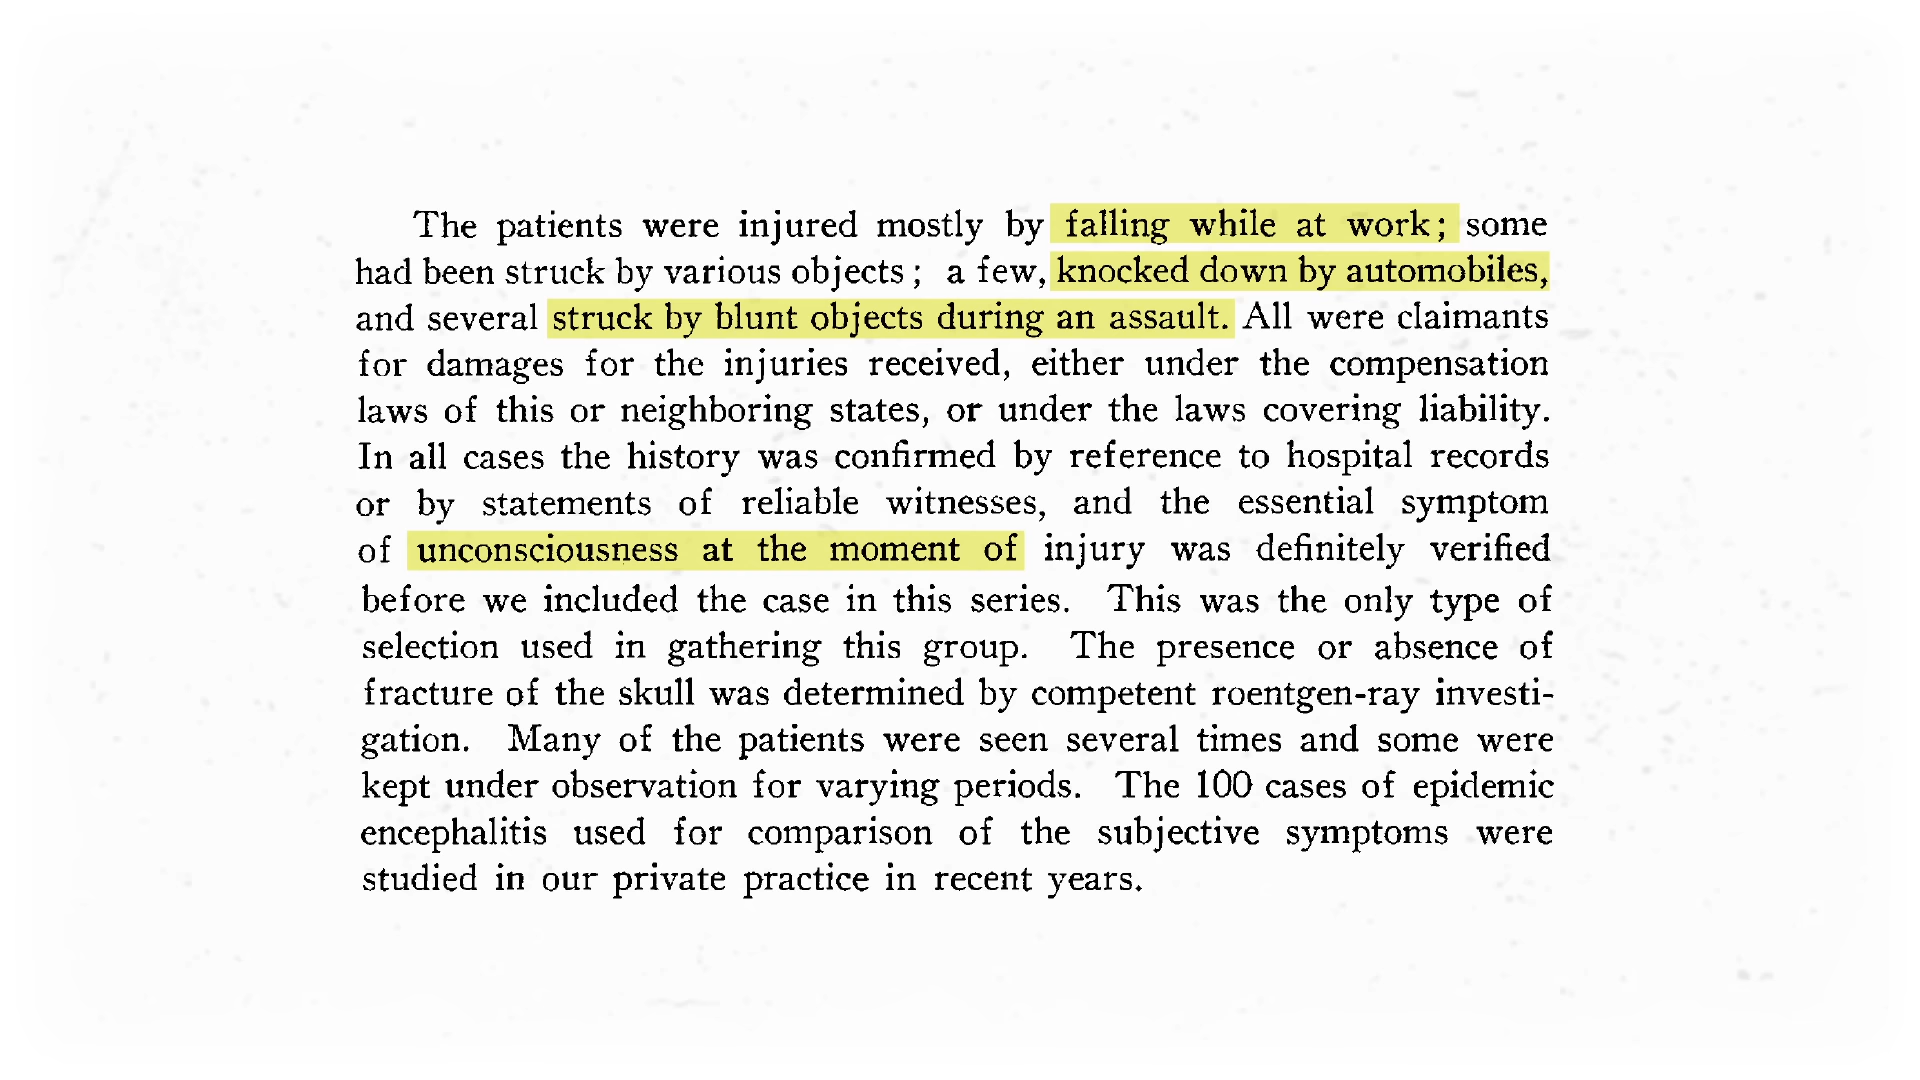 The patients were injured mostly by falling while at work; some
had been struck by various objects; a few, knocked down by automobiles,
and several struck by blunt objects during an assault. All were claimants
for damages for the injuries received, either under the compensation
laws of this or neighboring states, or under the laws covering liability.
In all cases the history was confirmed by reference to hospital records
or by statements of reliable witnesses, and the essential symptom
of unconsciousness at the moment of injury was definitely verified
before we included the case in this series. This was the only type of
selection used in gathering this group. The presence or absence of
fracture of the skull was determined by competent roentgen-ray investi-
gation. Many of the patients were seen several times and some were
kept under observation for varying periods. The 100 cases of epidemic
encephalitis used for comparison of the subjective symptoms were
studied in our private practice in recent years.